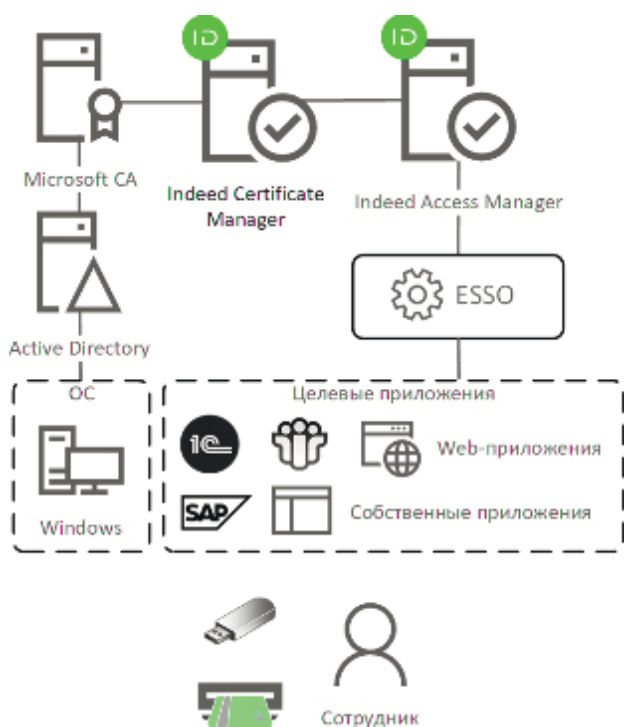 ID
ID
Microsoft CA
Indeed Certificate
Manager
Indeed Access Manager
ESSO
Active Directory
ОС
Целевые приложения
1С
Web-приложения
Windows
SAP
Собственные приложения
Сотрудник